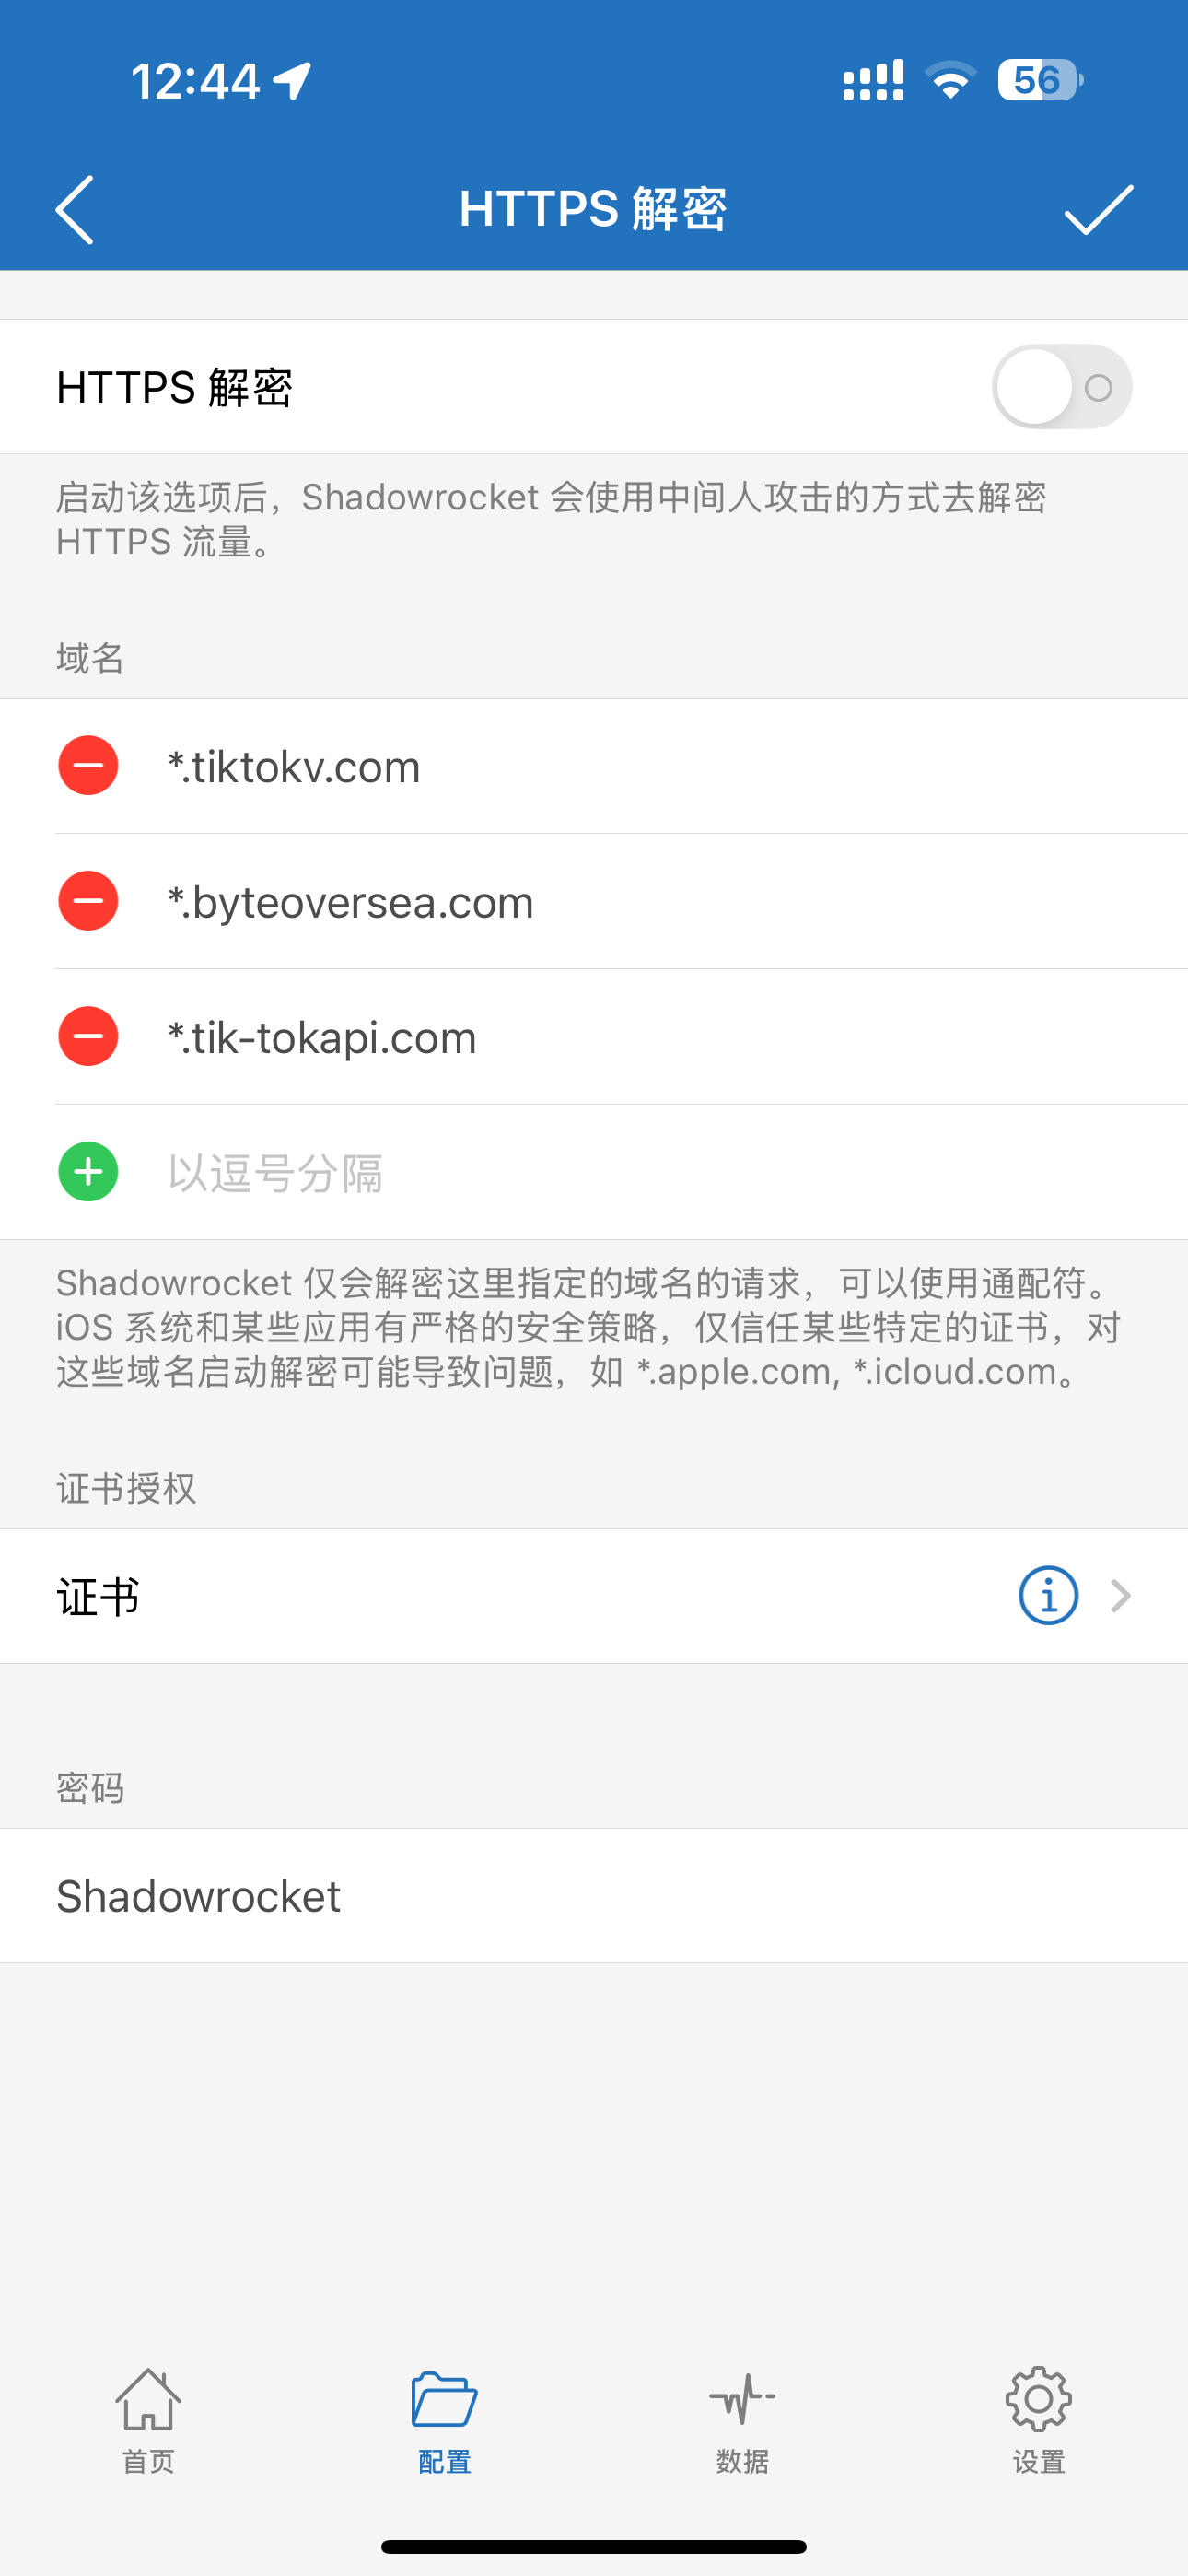 12:44
56
HTTPS 解密
HTTPS 解密
启动该选项后，Shadowrocket 会使用中间人攻击的方式去解密
HTTPS 流量。
域名
*.tiktokv.com
*.byteoversea.com
*.tik-tokapi.com
以逗号分隔
Shadowrocket 仅会解密这里指定的域名的请求，可以使用通配符。
iOS 系统和某些应用有严格的安全策略，仅信任某些特定的证书，对
这些域名启动解密可能导致问题，如 *.apple.com, *.icloud.com。
证书授权
证书
密码
Shadowrocket
首页
配置
数据
设置